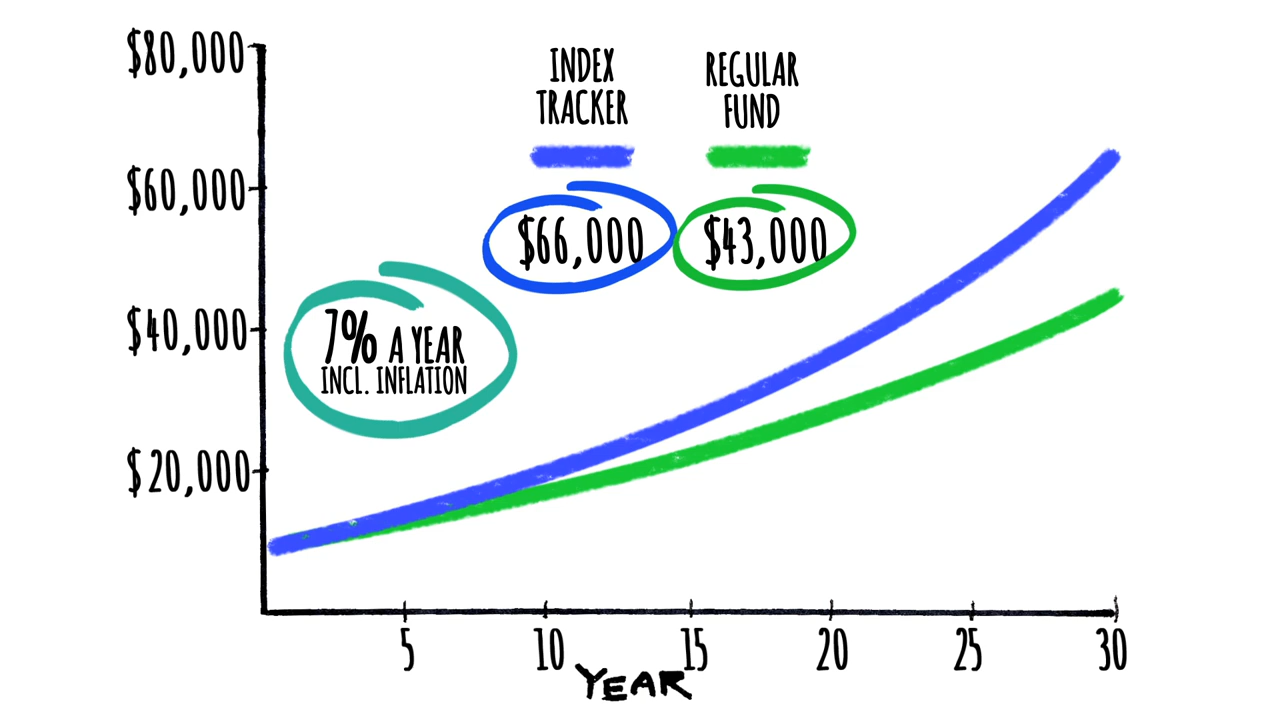 $80,000
$60,000
$40,000
$20,000
INDEX
TRACKER
$66,000
REGULAR
FUND
$43,000
7% A YEAR
INCL. INFLATION
5 10 15 20 25 30
YEAR